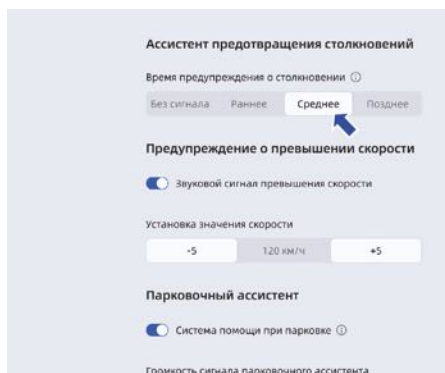 Ассистент предотвращения столкновений
Время предупреждения о столкновении
Без сигнала Раннее Среднее Позднее
Предупреждение о превышении скорости
Звуковой сигнал превышения скорости
Установка значения скорости
-5 120 км/ч +5
Парковочный ассистент
Система помощи при парковке
Громкость сигнала парковочного ассистента